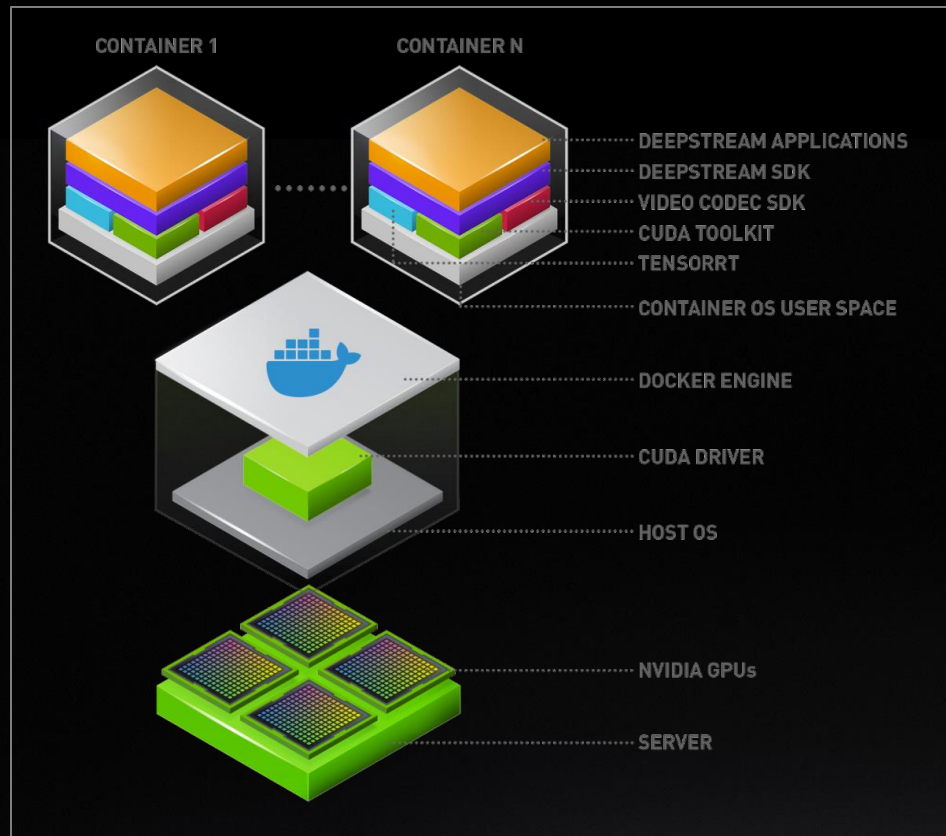 CONTAINER 1
CONTAINER N
DEEPSTREAM APPLICATIONS
DEEPSTREAM SDK
VIDEO CODEC SDK
CUDA TOOLKIT
TENSORRT
CONTAINER OS USER SPACE
DOCKER ENGINE
CUDA DRIVER
HOST OS
NVIDIA GPUs
SERVER